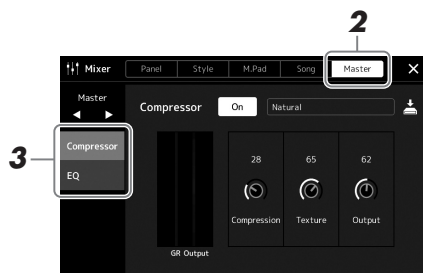 2
Mixer Panel Style M.Pad Song Master ×
Master
Compressor On Natural
3
Compressor
EQ
28 65 62
Compression Texture Output
GR Output